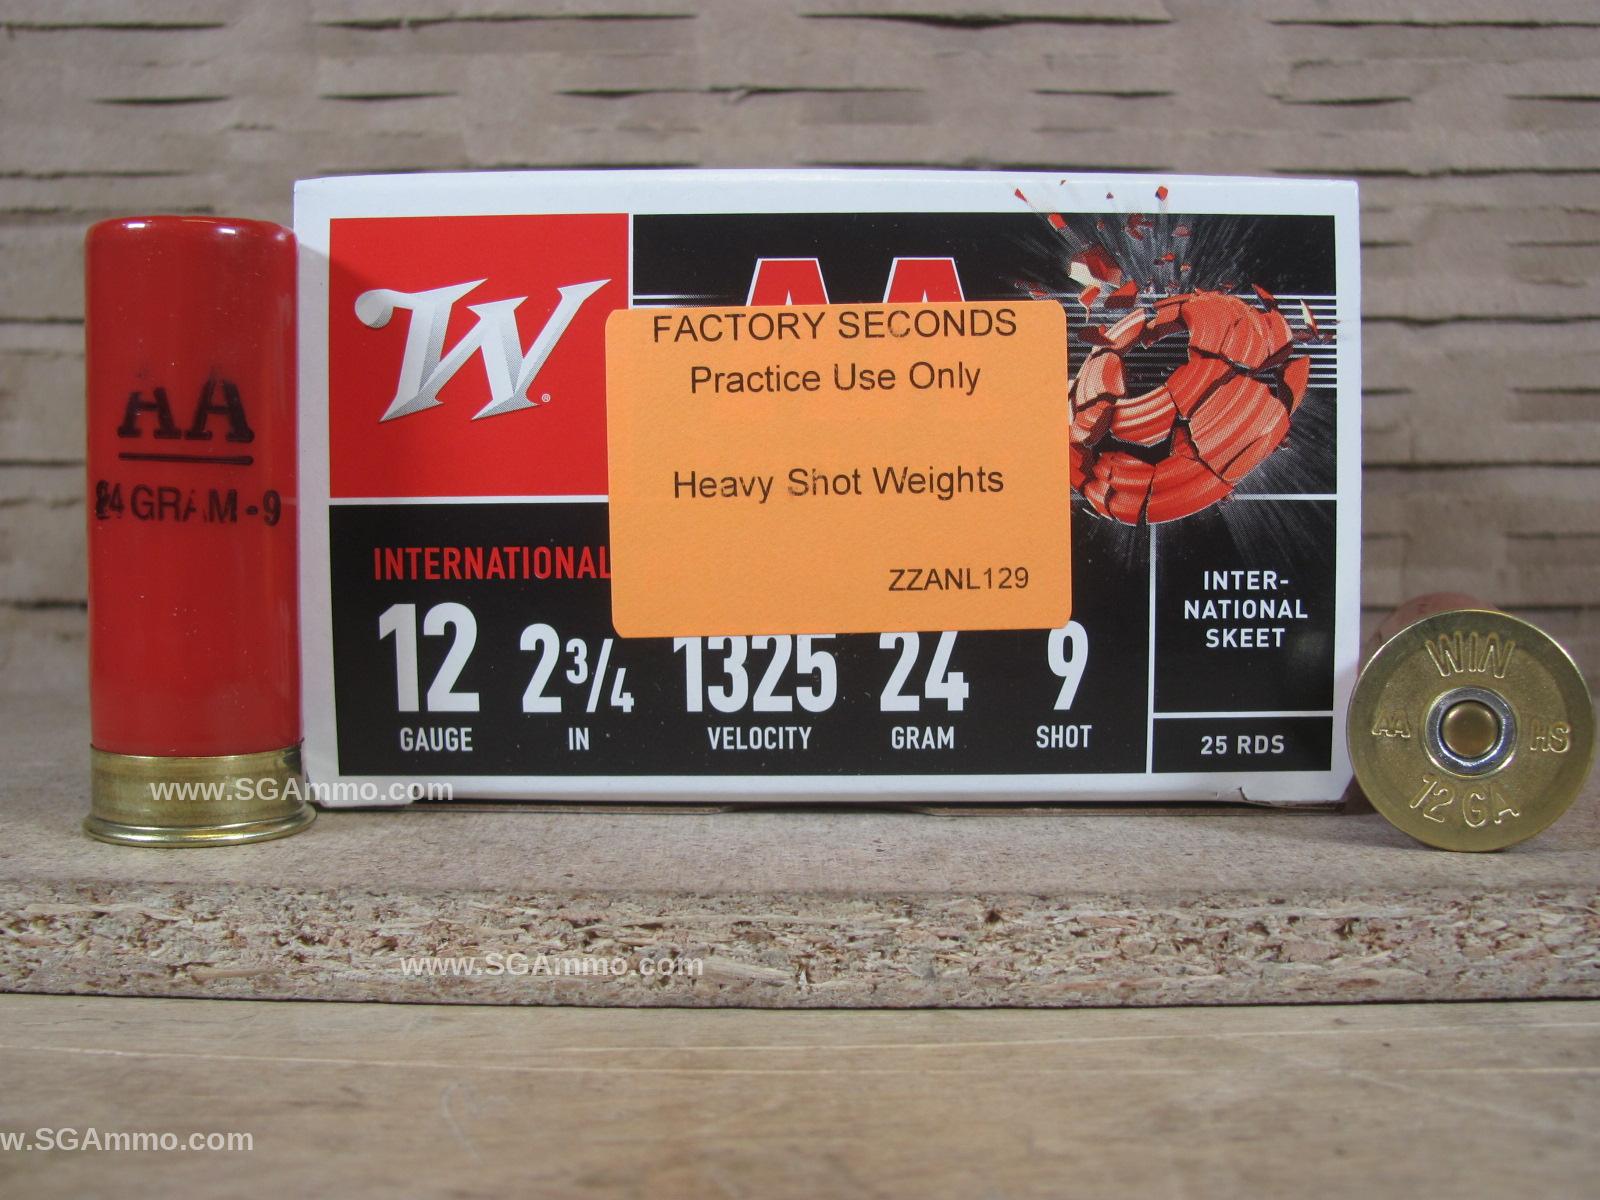 AA
24 GRAM - 9
W®
AA
FACTORY SECONDS
Practice Use Only
Heavy Shot Weights
ZZANL129
INTERNATIONAL
12 2 3/4 1325 24 9
GAUGE IN VELOCITY GRAM SHOT
INTER-
NATIONAL
SKEET
25 RDS
WIN
AA HS
12 GA
www.SGAmmo.com
www.SGAmmo.com
w.SGAmmo.com